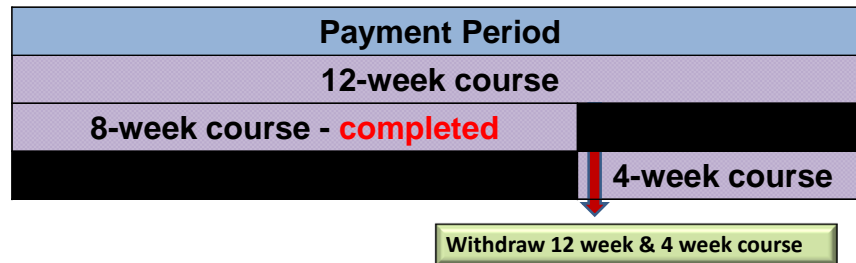 Payment Period
12-week course
8-week course - completed
4-week course
Withdraw 12 week & 4 week course